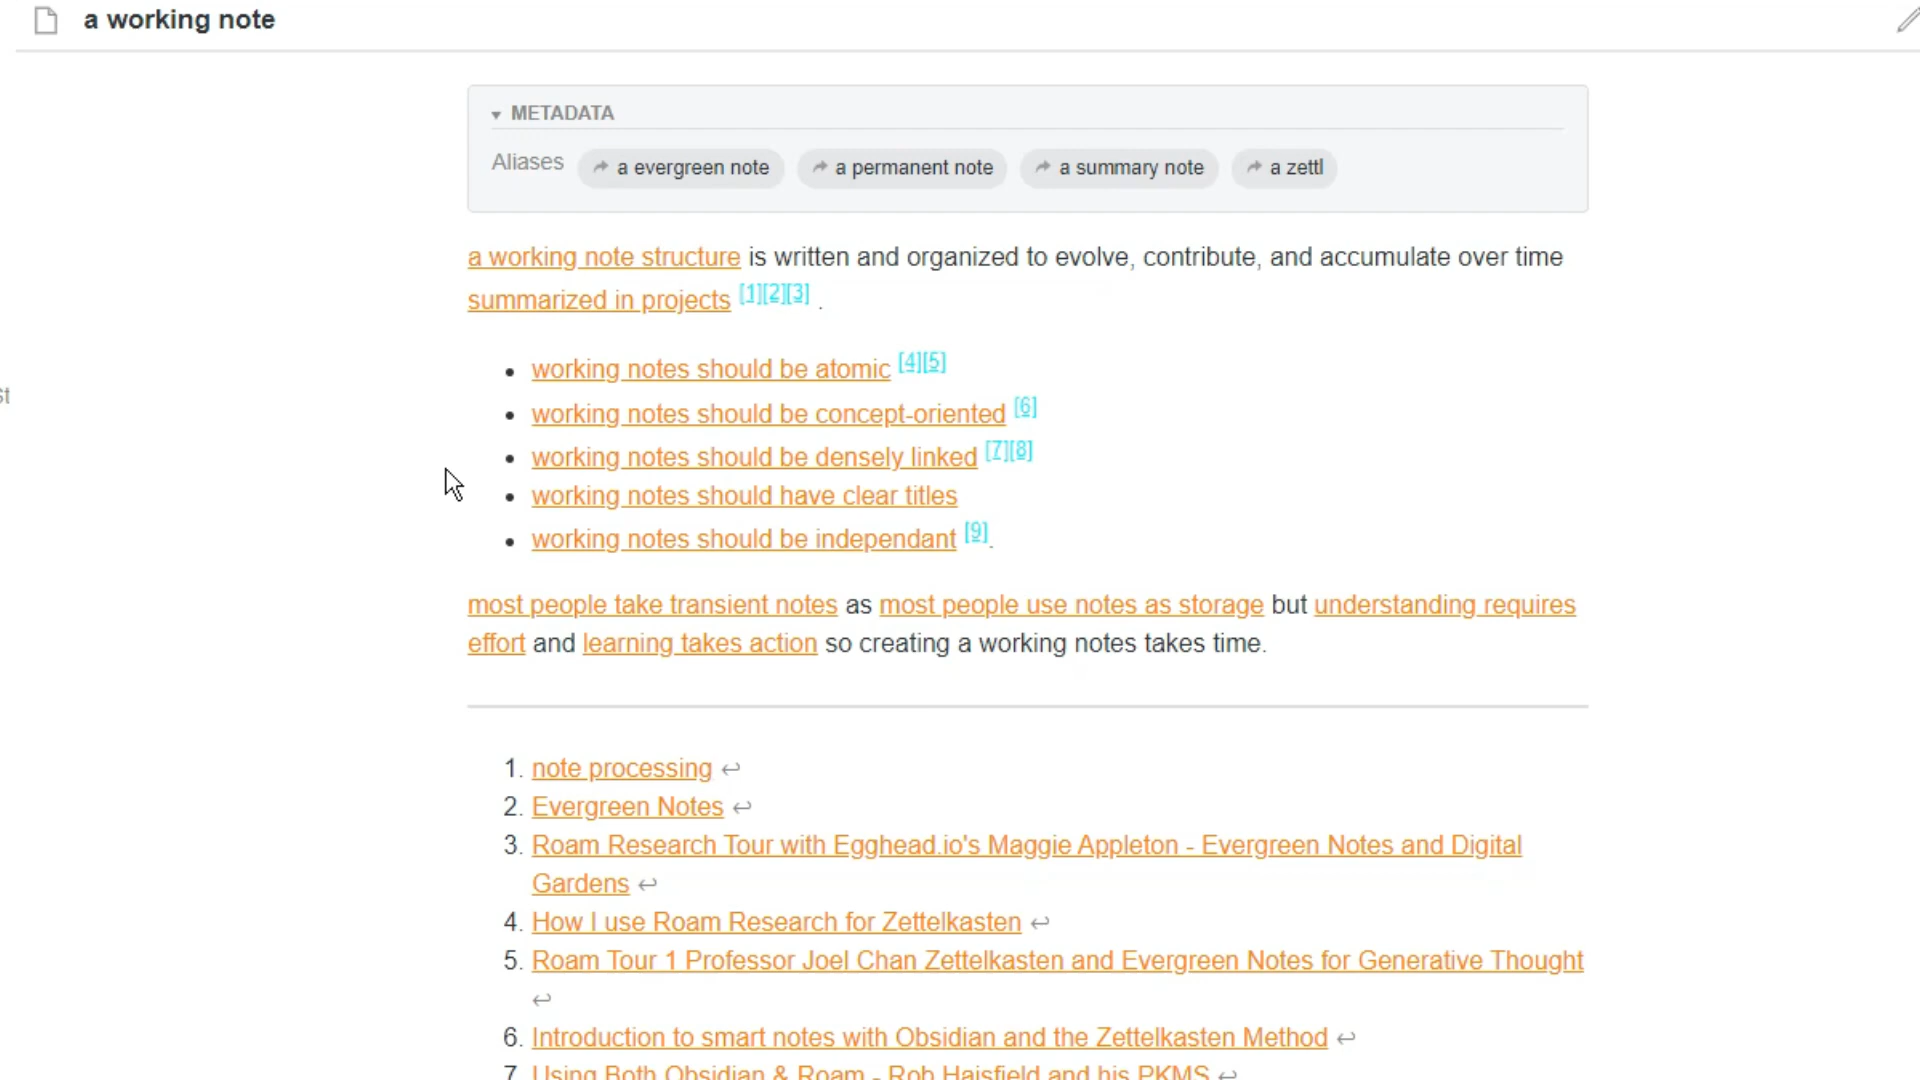 a working note
METADATA
Aliases a evergreen note a permanent note a summary note a zettl
a working note structure is written and organized to evolve, contribute, and accumulate over time
summarized in projects [1][2][3] .
st
• working notes should be atomic [4][5]
• working notes should be concept-oriented [6]
• working notes should be densely linked [7][8]
• working notes should have clear titles
• working notes should be independant [9].
most people take transient notes as most people use notes as storage but understanding requires
effort and learning takes action so creating a working notes takes time.
1. note processing ↩
2. Evergreen Notes ↩
3. Roam Research Tour with Egghead.io's Maggie Appleton - Evergreen Notes and Digital
Gardens ↩
4. How I use Roam Research for Zettelkasten ↩
5. Roam Tour 1 Professor Joel Chan Zettelkasten and Evergreen Notes for Generative Thought
↩
6. Introduction to smart notes with Obsidian and the Zettelkasten Method ↩
7. Using Both Obsidian & Roam - Rob Haisfield and his PKMS ↩